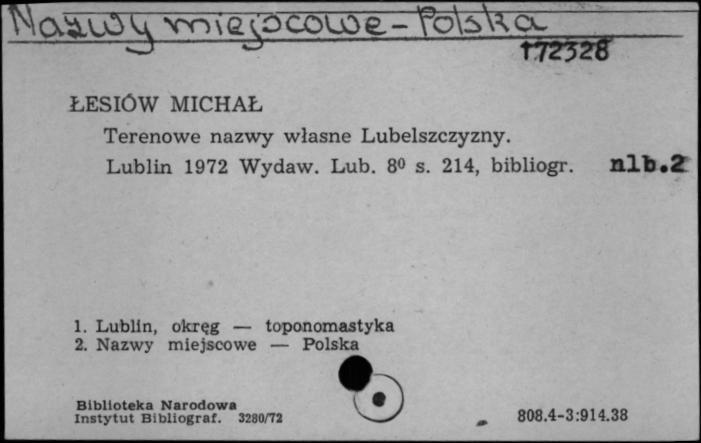 Nazwy miejscowe - Polska
172328
ŁESIÓW MICHAŁ
Terenowe nazwy własne Lubelszczyzny.
Lublin 1972 Wydaw. Lub. 8⁰ s. 214, bibliogr. nlb.2
1. Lublin, okręg — toponomastyka
2. Nazwy miejscowe — Polska
Biblioteka Narodowa
Instytut Bibliograf. 3280/72
808.4-3:914.38